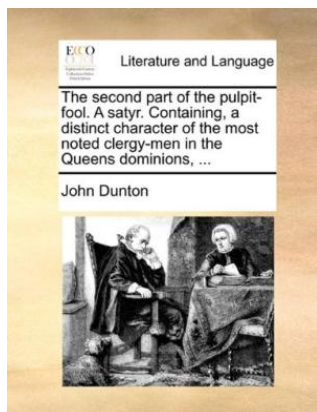 ECCO
Literature and Language
The second part of the pulpit-
fool. A satyr. Containing, a
distinct character of the most
noted clergy-men in the
Queens dominions, ...
John Dunton